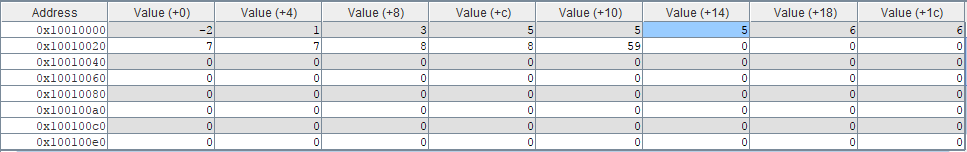 Address Value (+0) Value (+4) Value (+8) Value (+c) Value (+10) Value (+14) Value (+18) Value (+1c)
0x10010000 -2 1 3 5 5 5 6 6
0x10010020 7 7 8 8 59 0 0 0
0x10010040 0 0 0 0 0 0 0 0
0x10010060 0 0 0 0 0 0 0 0
0x10010080 0 0 0 0 0 0 0 0
0x100100a0 0 0 0 0 0 0 0 0
0x100100c0 0 0 0 0 0 0 0 0
0x100100e0 0 0 0 0 0 0 0 0